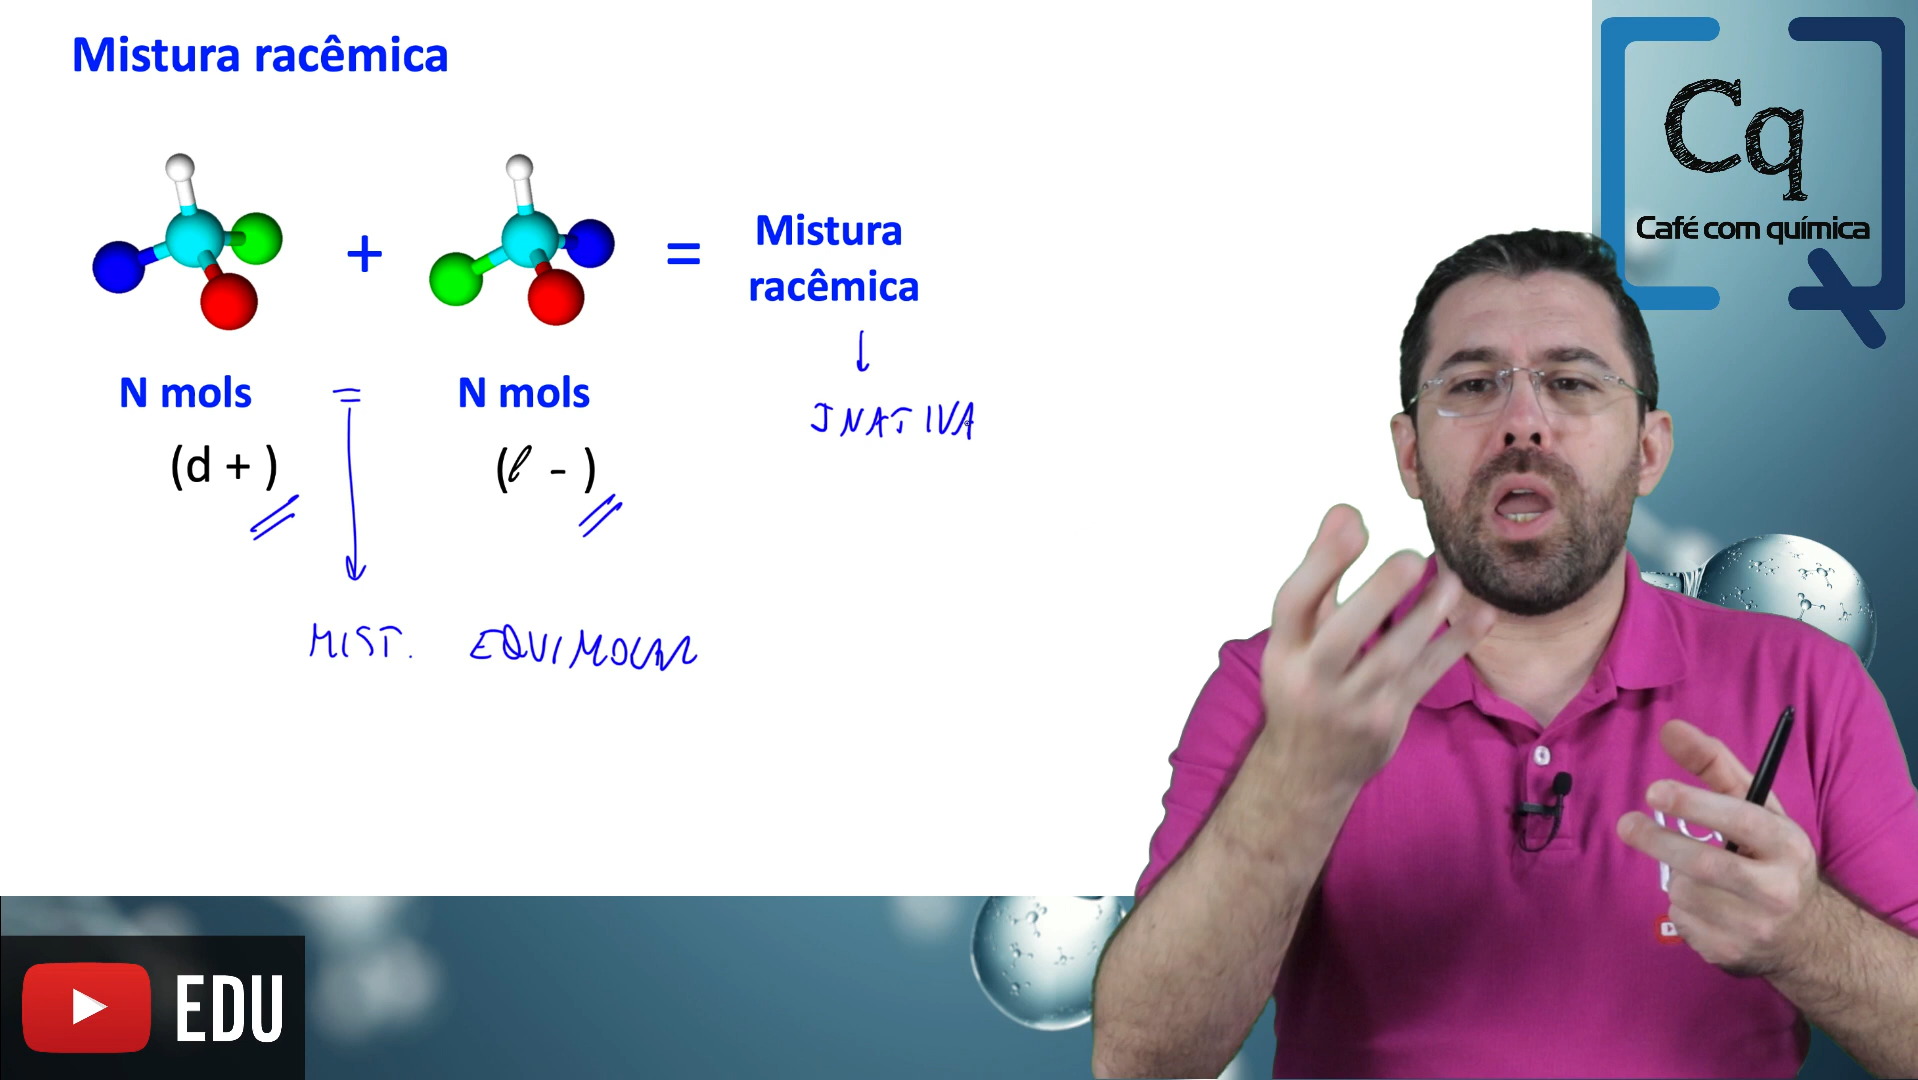 Mistura racêmica
+
=
Mistura
racêmica
↓
INATIVA
N mols = N mols
(d + ) (ℓ - )
MIST. EQUIMOLAR
Cq
Café com química
EDU